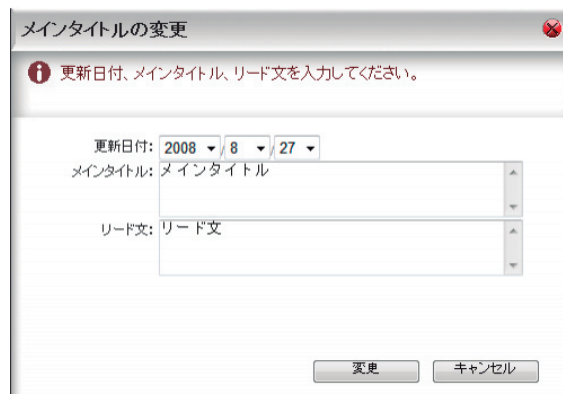 メインタイトルの変更
更新日付、メインタイトル、リード文を入力してください。
更新日付: 2008 / 8 / 27
メインタイトル: メインタイトル
リード文: リード文
変更 キャンセル